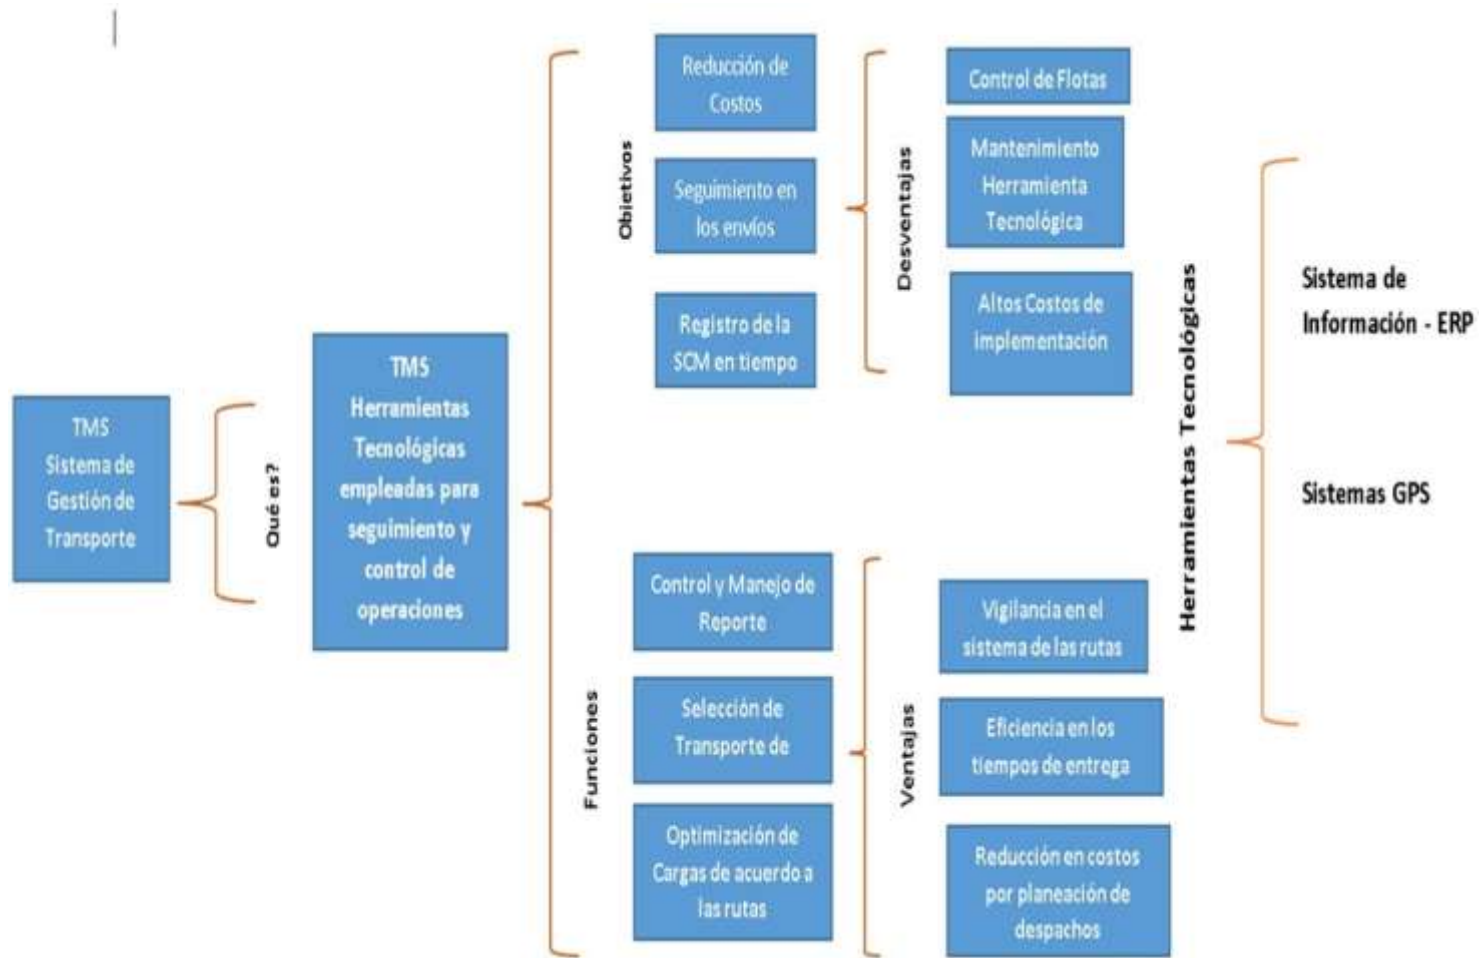 TMS
Sistema de
Gestión de
Transporte
Qué es?
TMS
Herramientas
Tecnológicas
empleadas para
seguimiento y
control de
operaciones
Objetivos
Reducción de
Costos
Seguimiento en
los envíos
Registro de la
SCM en tiempo
Desventajas
Control de Flotas
Mantenimiento
Herramienta
Tecnológica
Altos Costos de
implementación
Funciones
Control y Manejo de
Reporte
Selección de
Transporte de
Optimización de
Cargas de acuerdo a
las rutas
Ventajas
Vigilancia en el
sistema de las rutas
Eficiencia en los
tiempos de entrega
Reducción en costos
por planeación de
despachos
Herramientas Tecnológicas
Sistema de
Información - ERP
Sistemas GPS